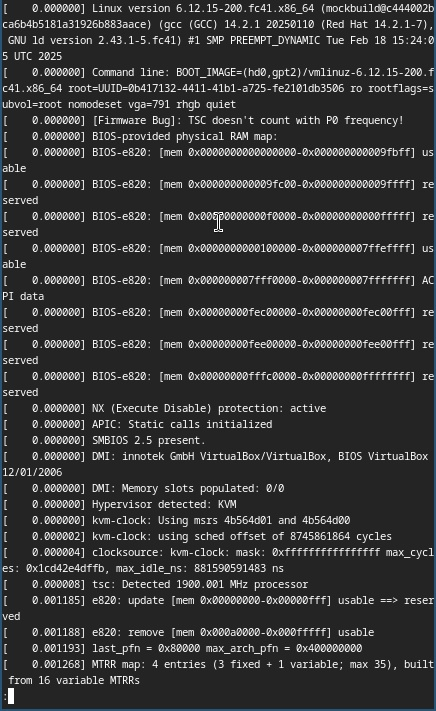 [    0.000000] Linux version 6.12.15-200.fc41.x86_64 (mockbuild@c444002b
ca6b4b5181a31926b883aace) (gcc (GCC) 14.2.1 20250110 (Red Hat 14.2.1-7),
 GNU ld version 2.43.1-5.fc41) #1 SMP PREEMPT_DYNAMIC Tue Feb 18 15:24:0
5 UTC 2025
[    0.000000] Command line: BOOT_IMAGE=(hd0,gpt2)/vmlinuz-6.12.15-200.f
c41.x86_64 root=UUID=0b417132-4411-41b1-a725-fe2101db3506 ro rootflags=s
ubvol=root nomodeset vga=791 rhgb quiet
[    0.000000] [Firmware Bug]: TSC doesn't count with P0 frequency!
[    0.000000] BIOS-provided physical RAM map:
[    0.000000] BIOS-e820: [mem 0x0000000000000000-0x000000000009fbff] us
able
[    0.000000] BIOS-e820: [mem 0x000000000009fc00-0x000000000009ffff] re
served
[    0.000000] BIOS-e820: [mem 0x00000000000f0000-0x00000000000fffff] re
served
[    0.000000] BIOS-e820: [mem 0x0000000000100000-0x000000007ffeffff] us
able
[    0.000000] BIOS-e820: [mem 0x000000007fff0000-0x000000007fffffff] AC
PI data
[    0.000000] BIOS-e820: [mem 0x00000000fec00000-0x00000000fec00fff] re
served
[    0.000000] BIOS-e820: [mem 0x00000000fee00000-0x00000000fee00fff] re
served
[    0.000000] BIOS-e820: [mem 0x00000000fffc0000-0x00000000ffffffff] re
served
[    0.000000] NX (Execute Disable) protection: active
[    0.000000] APIC: Static calls initialized
[    0.000000] SMBIOS 2.5 present.
[    0.000000] DMI: innotek GmbH VirtualBox/VirtualBox, BIOS VirtualBox
12/01/2006
[    0.000000] DMI: Memory slots populated: 0/0
[    0.000000] Hypervisor detected: KVM
[    0.000000] kvm-clock: Using msrs 4b564d01 and 4b564d00
[    0.000002] kvm-clock: using sched offset of 8745861864 cycles
[    0.000004] clocksource: kvm-clock: mask: 0xffffffffffffffff max_cycl
es: 0x1cd42e4dffb, max_idle_ns: 881590591483 ns
[    0.000008] tsc: Detected 1900.001 MHz processor
[    0.001185] e820: update [mem 0x00000000-0x00000fff] usable ==> reser
ved
[    0.001188] e820: remove [mem 0x000a0000-0x000fffff] usable
[    0.001193] last_pfn = 0x80000 max_arch_pfn = 0x400000000
[    0.001268] MTRR map: 4 entries (3 fixed + 1 variable; max 35), built
 from 16 variable MTRRs
: